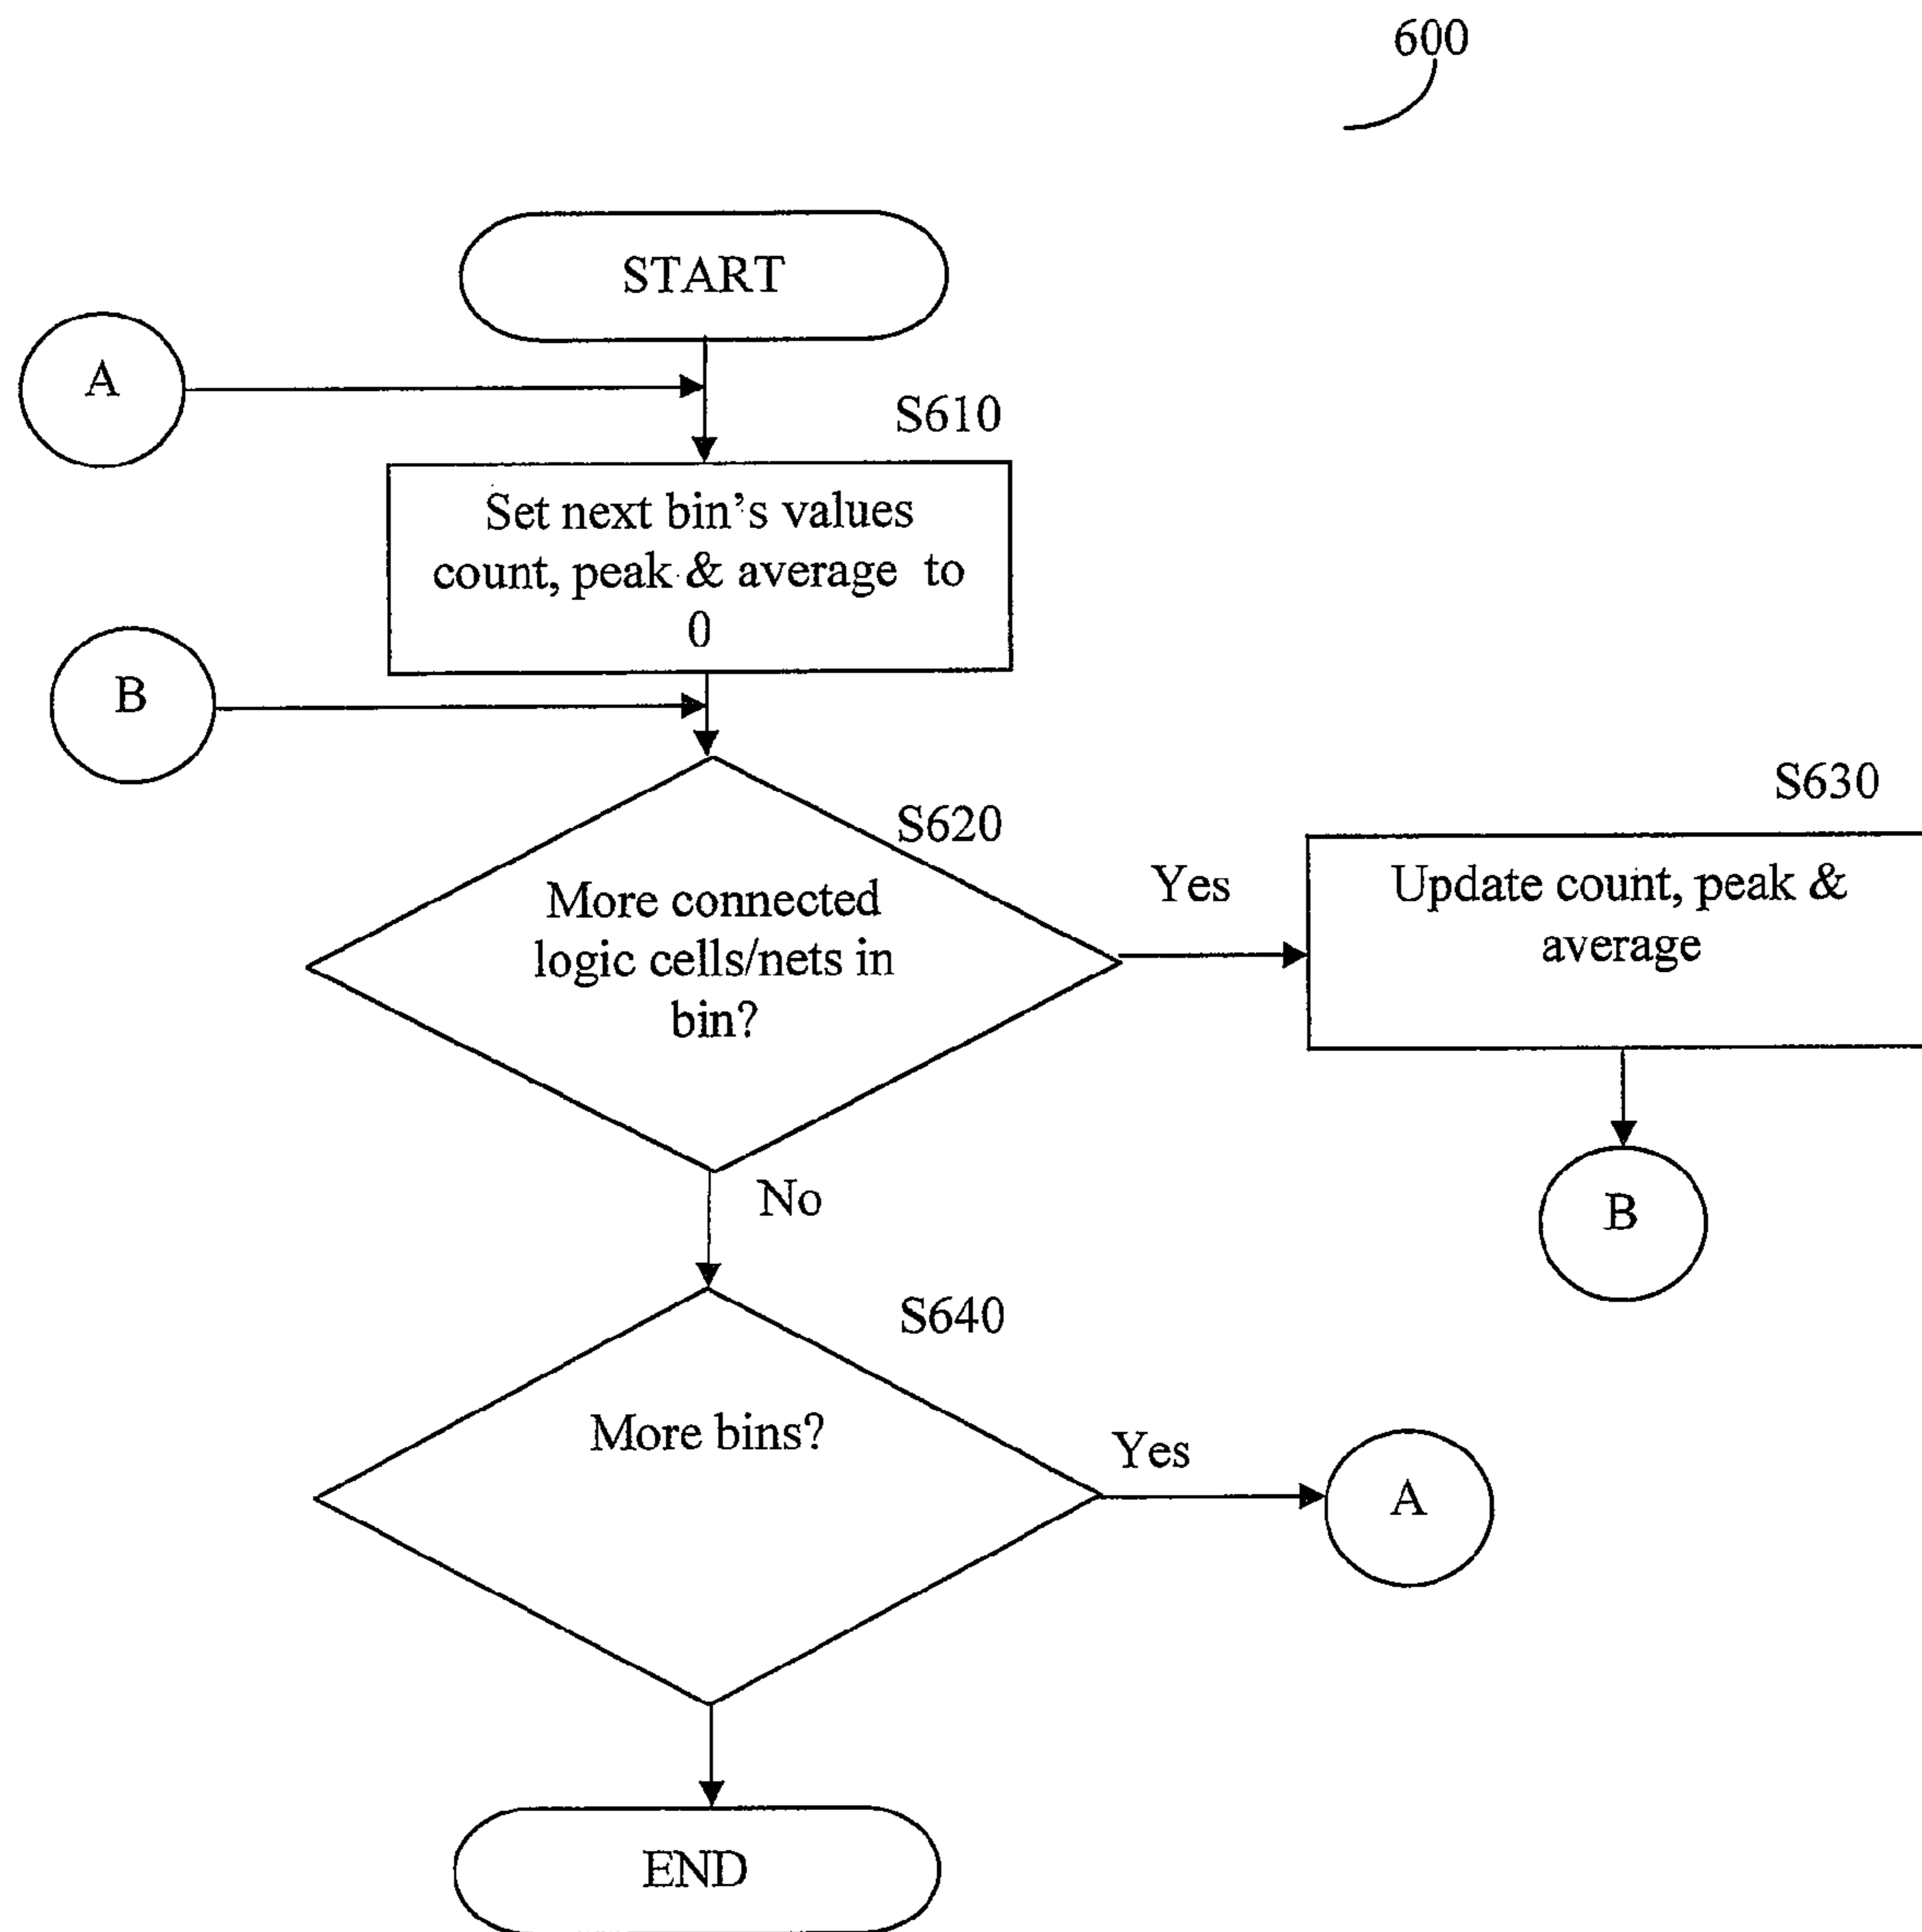 600
START
A
S610
Set next bin's values
count, peak & average to
0
B
S620
More connected
logic cells/nets in
bin?
Yes
S630
Update count, peak &
average
B
No
S640
More bins?
Yes
A
END